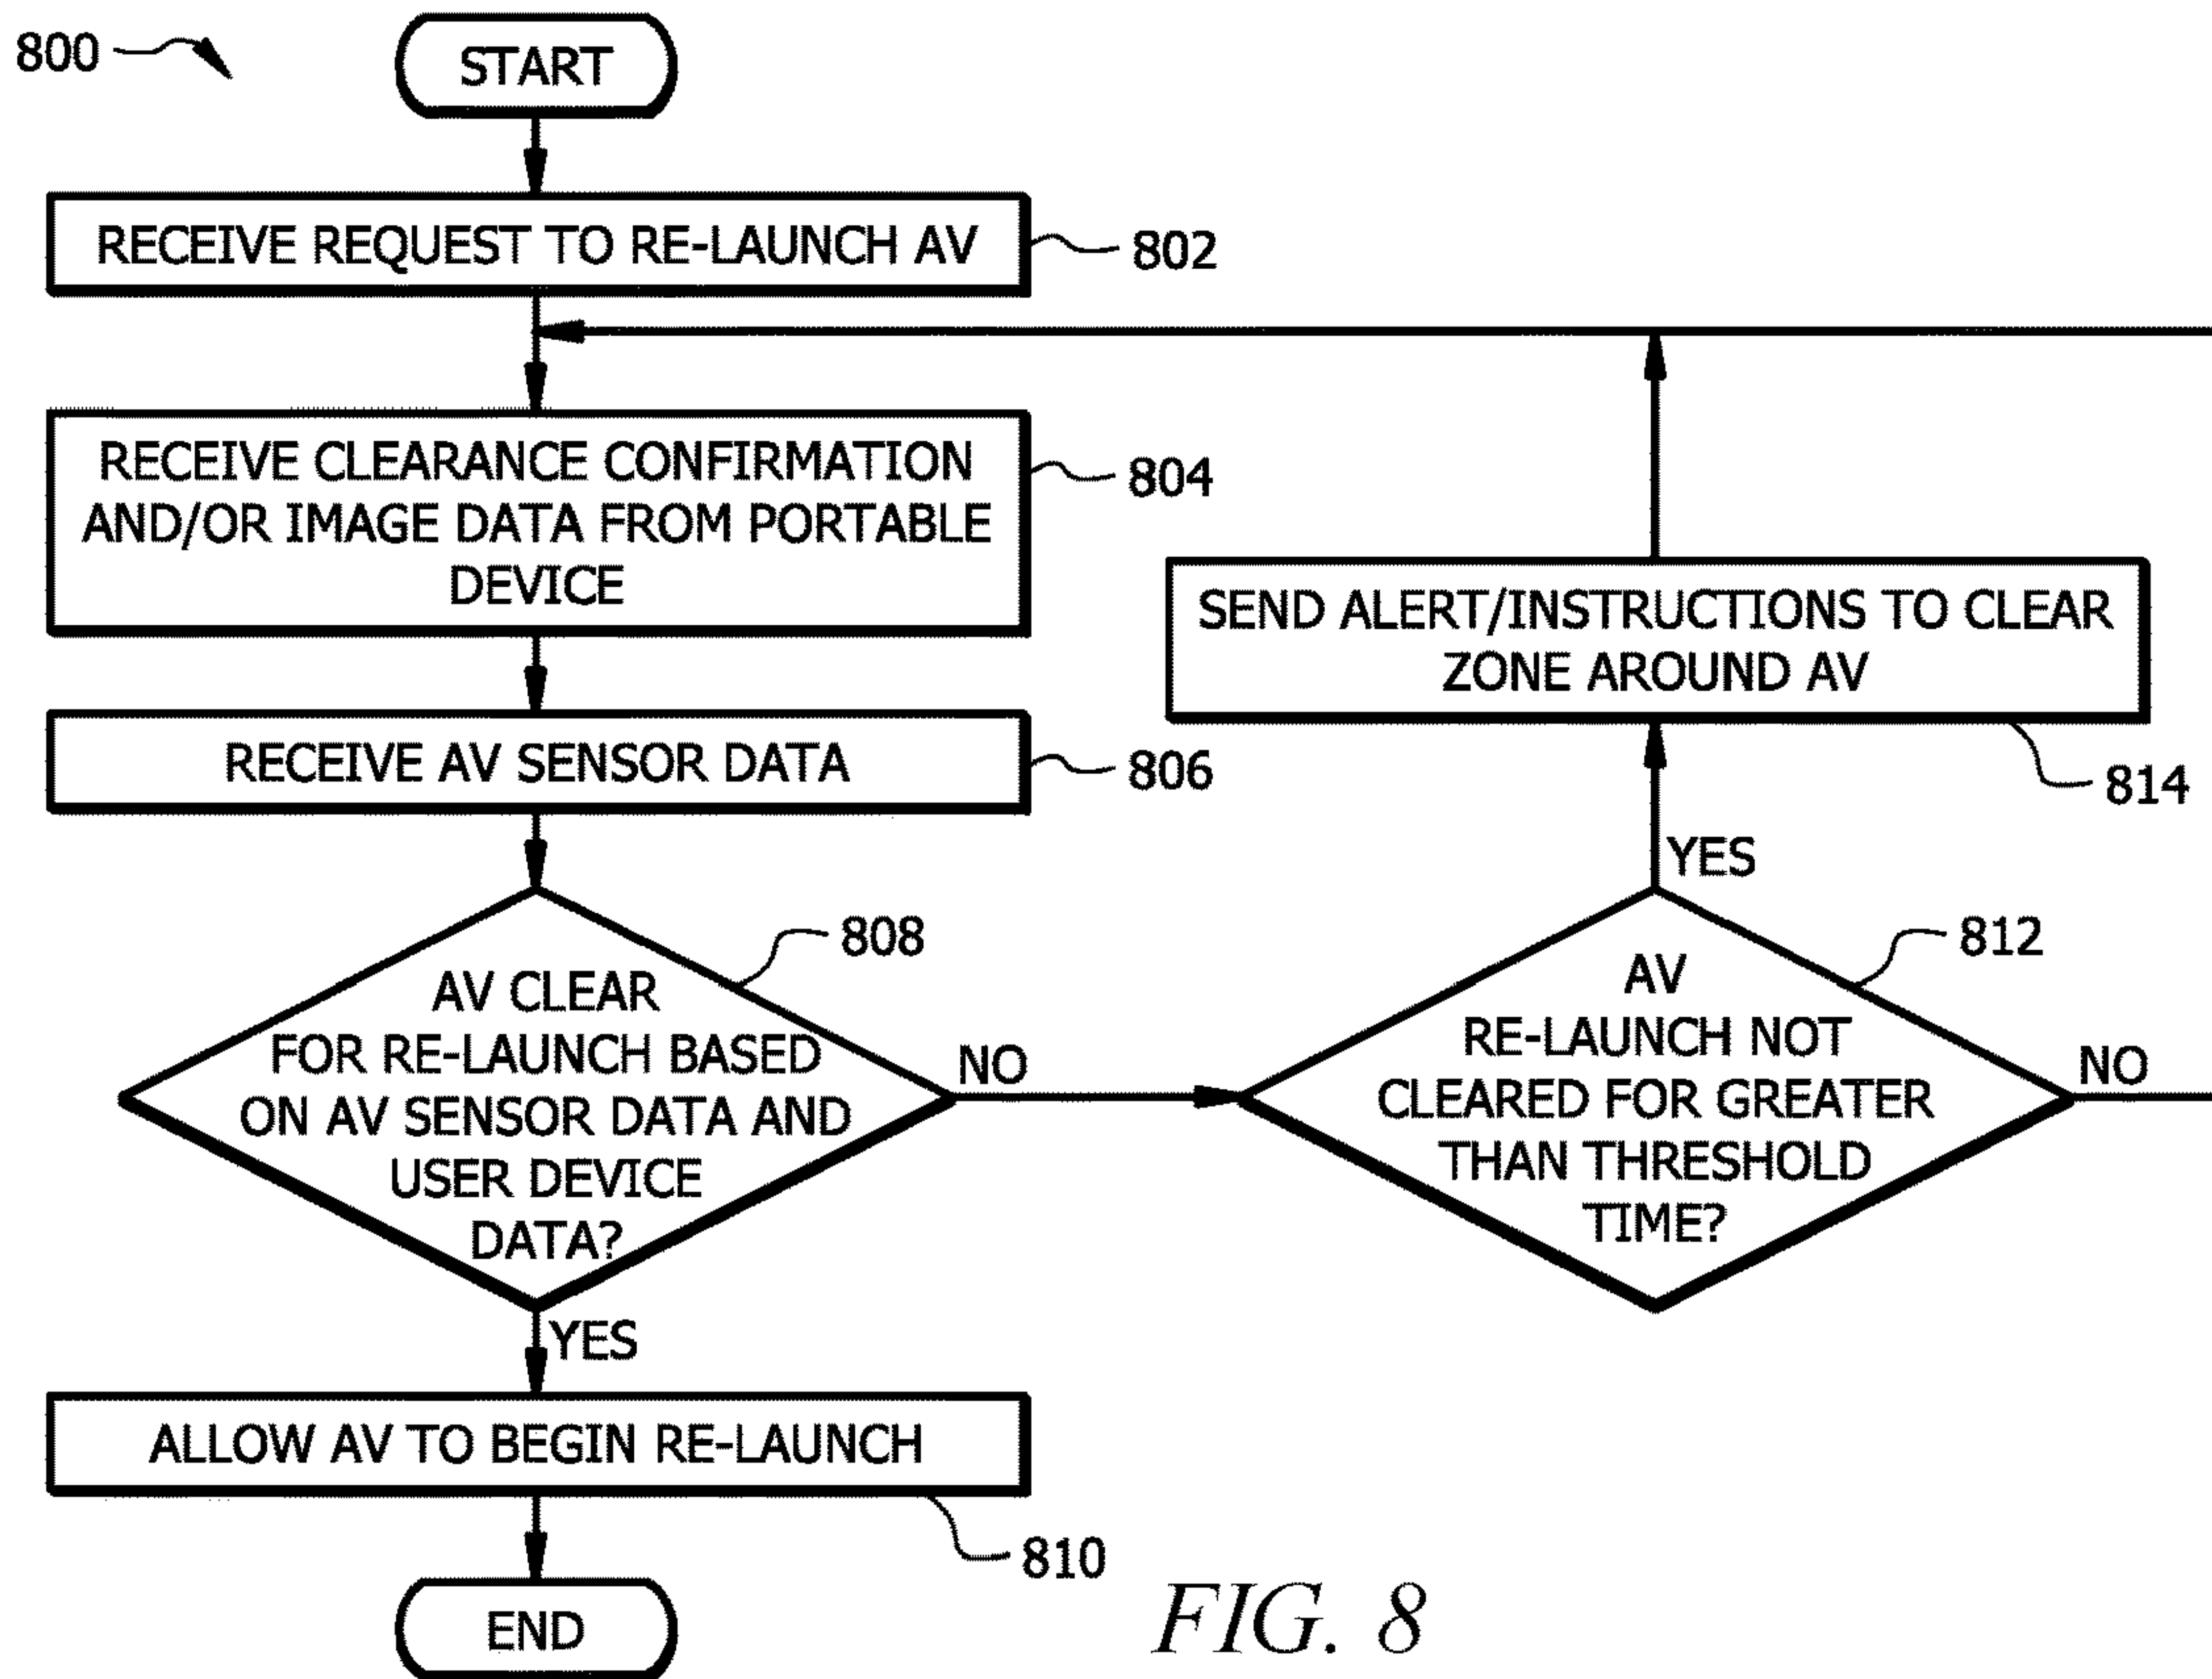 800
START
RECEIVE REQUEST TO RE-LAUNCH AV
802
RECEIVE CLEARANCE CONFIRMATION
AND/OR IMAGE DATA FROM PORTABLE
DEVICE
804
RECEIVE AV SENSOR DATA
806
AV CLEAR
FOR RE-LAUNCH BASED
ON AV SENSOR DATA AND
USER DEVICE
DATA?
808
NO
YES
ALLOW AV TO BEGIN RE-LAUNCH
810
END
AV
RE-LAUNCH NOT
CLEARED FOR GREATER
THAN THRESHOLD
TIME?
812
NO
YES
SEND ALERT/INSTRUCTIONS TO CLEAR
ZONE AROUND AV
814
FIG. 8